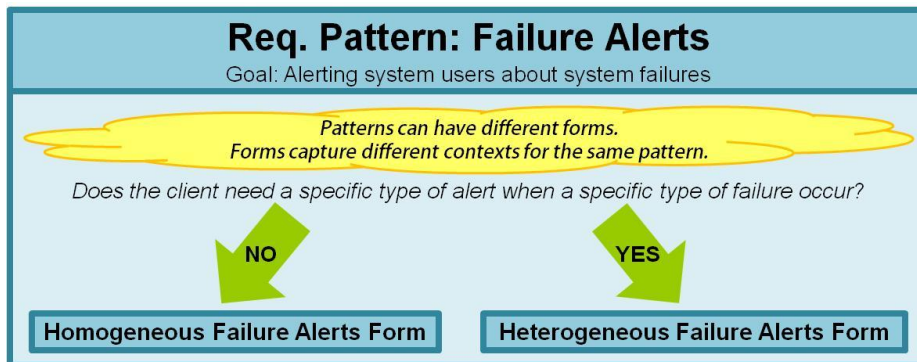 Req. Pattern: Failure Alerts
Goal: Alerting system users about system failures
Patterns can have different forms.
Forms capture different contexts for the same pattern.
Does the client need a specific type of alert when a specific type of failure occur?
NO
YES
Homogeneous Failure Alerts Form
Heterogeneous Failure Alerts Form